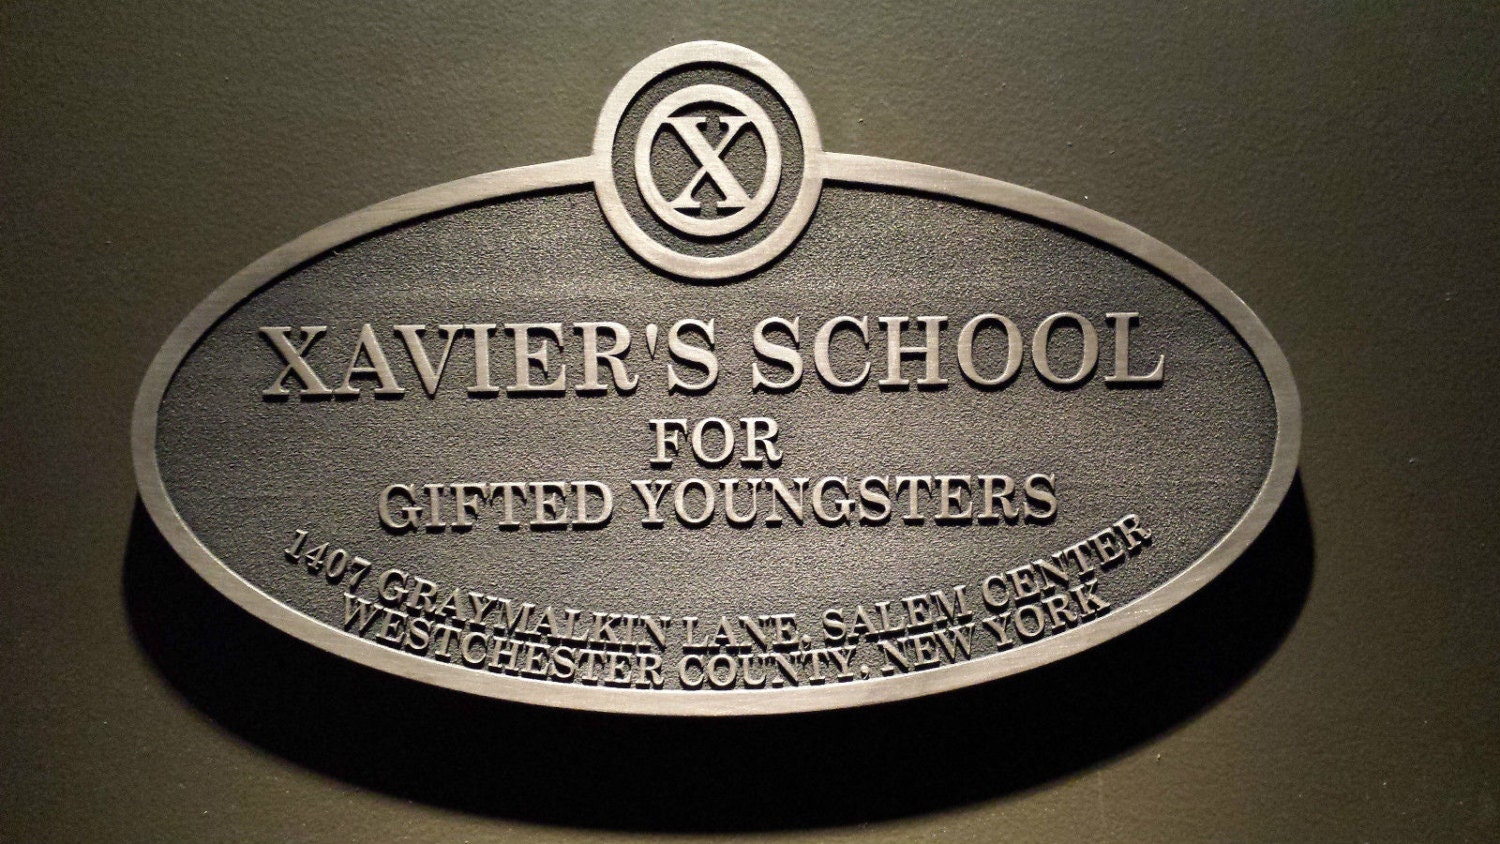 X
XAVIER'S SCHOOL
FOR
GIFTED YOUNGSTERS
1407 GRAYMALKIN LANE, SALEM CENTER
WESTCHESTER COUNTY, NEW YORK